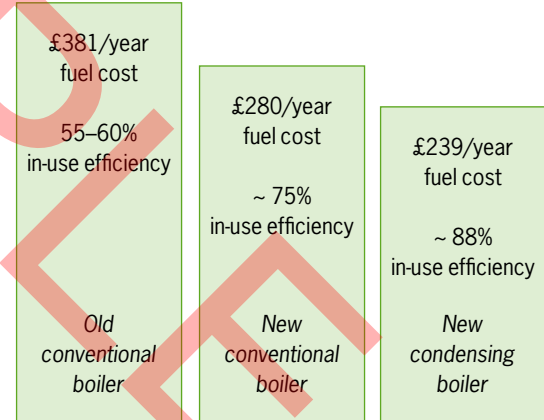 £381/year
fuel cost
55–60%
in-use efficiency
Old
conventional
boiler
£280/year
fuel cost
~ 75%
in-use efficiency
New
conventional
boiler
£239/year
fuel cost
~ 88%
in-use efficiency
New
condensing
boiler